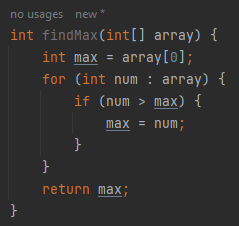 no usages   new *
int findMax(int[] array) {
    int max = array[0];
    for (int num : array) {
        if (num > max) {
            max = num;
        }
    }
    return max;
}